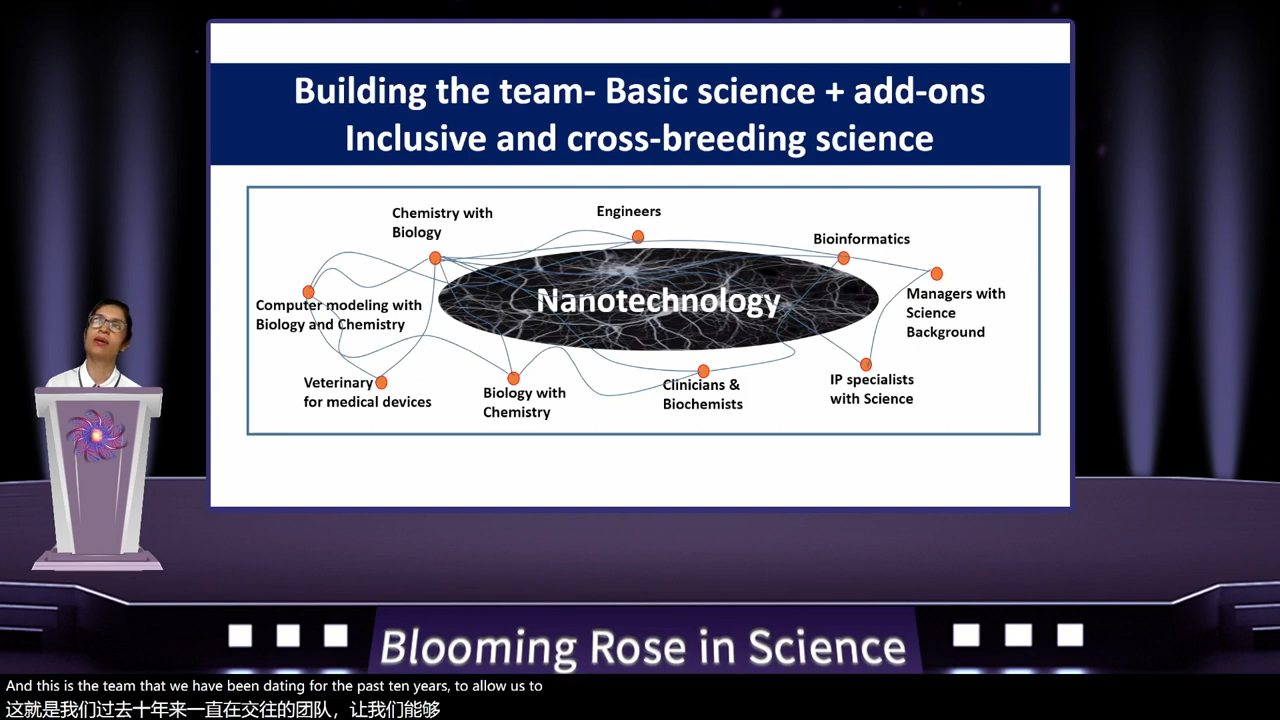 Building the team- Basic science + add-ons
Inclusive and cross-breeding science
Chemistry with
Biology
Engineers
Bioinformatics
Nanotechnology
Computer modeling with
Biology and Chemistry
Managers with
Science
Background
Veterinary
for medical devices
Biology with
Chemistry
Clinicians &
Biochemists
IP specialists
with Science
Blooming Rose in Science
And this is the team that we have been dating for the past ten years, to allow us to
这就是我们过去十年来一直在交往的团队，让我们能够